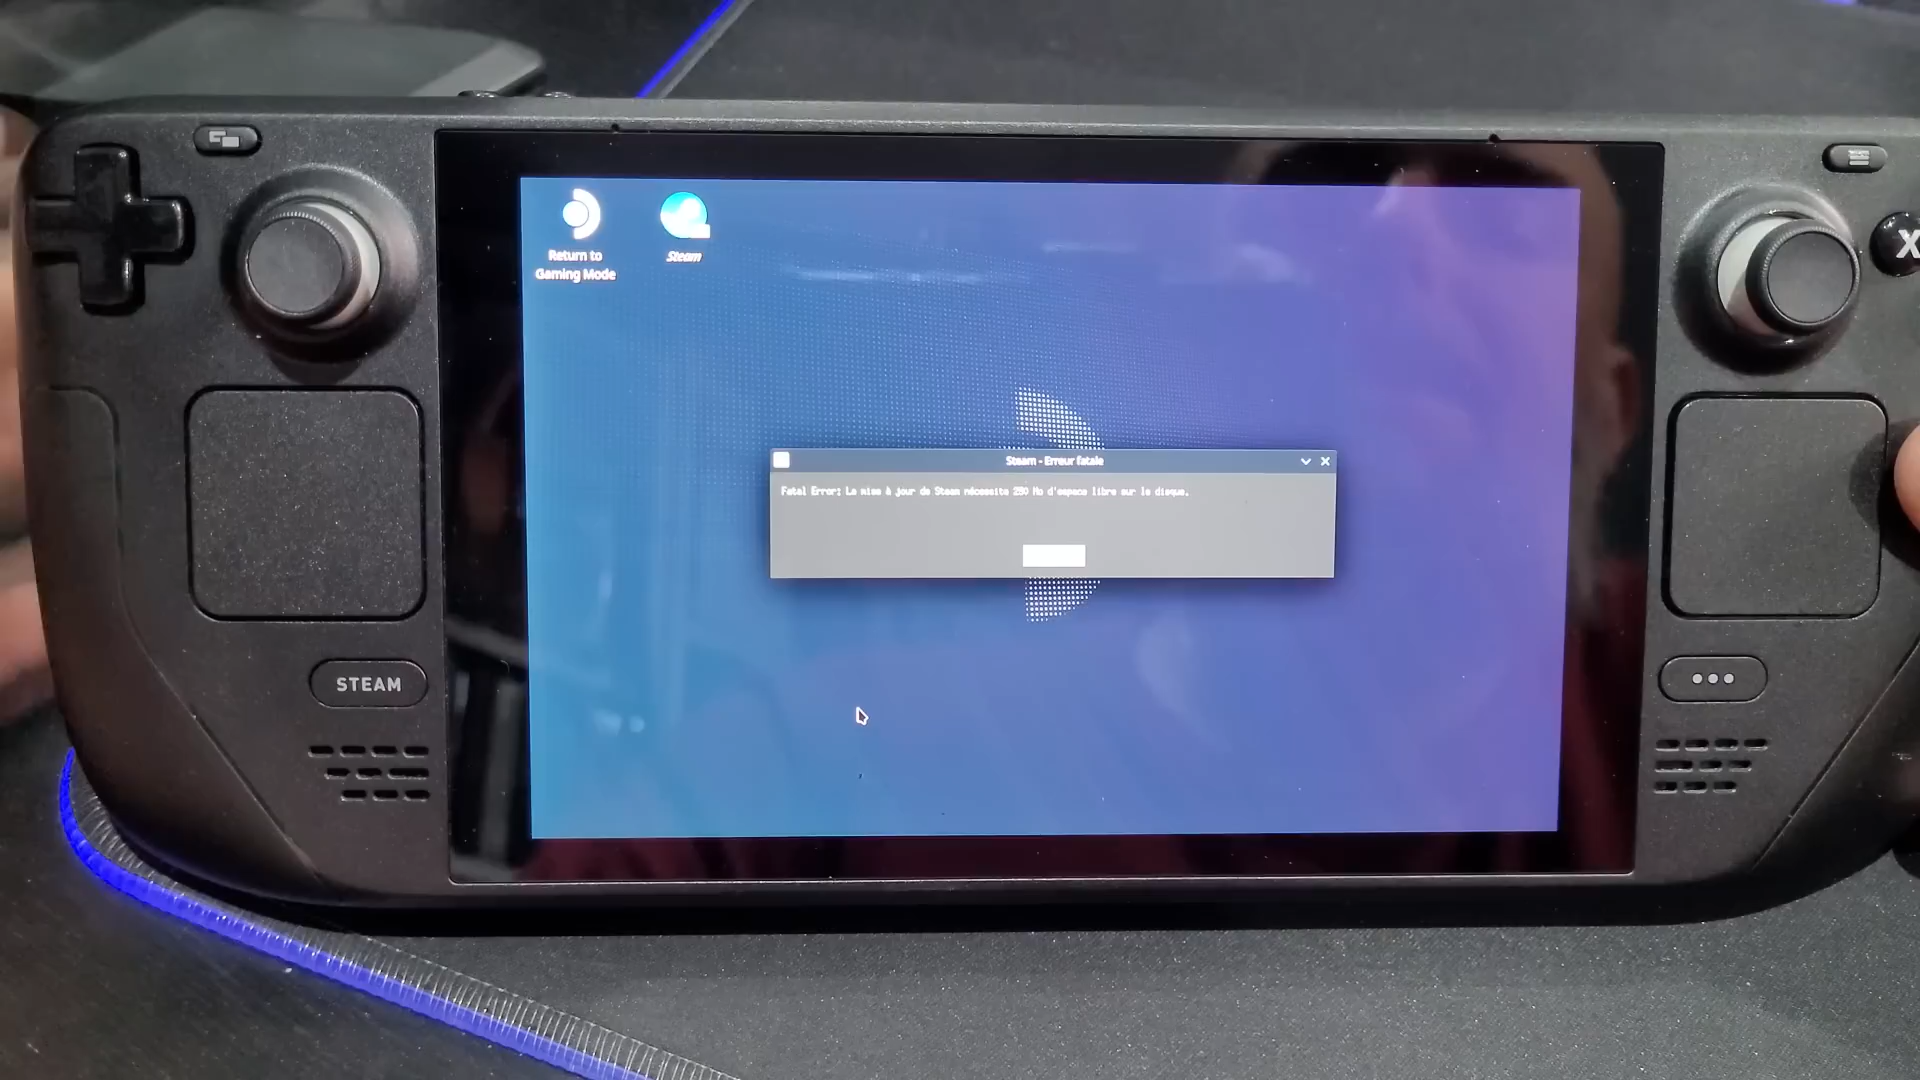 Return to
Gaming Mode
Steam
Steam - Erreur fatale
Fatal Error: La mise à jour de Steam nécessite 250 Mo d'espace libre sur le disque.
X
STEAM